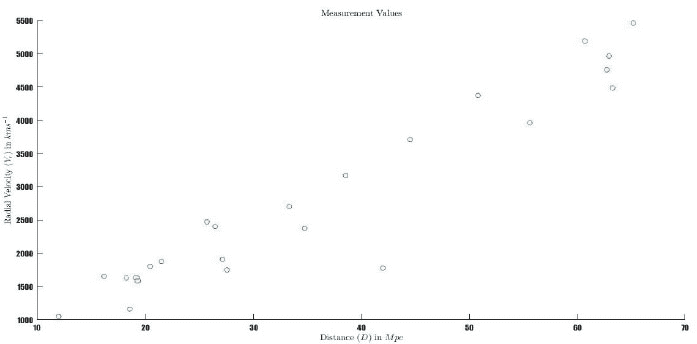 Measurement Values
5500
5000
4500
4000
3500
3000
2500
2000
1500
1000
Radial Velocity (Vr) in kms⁻¹
10 20 30 40 50 60 70
Distance (D) in Mpc